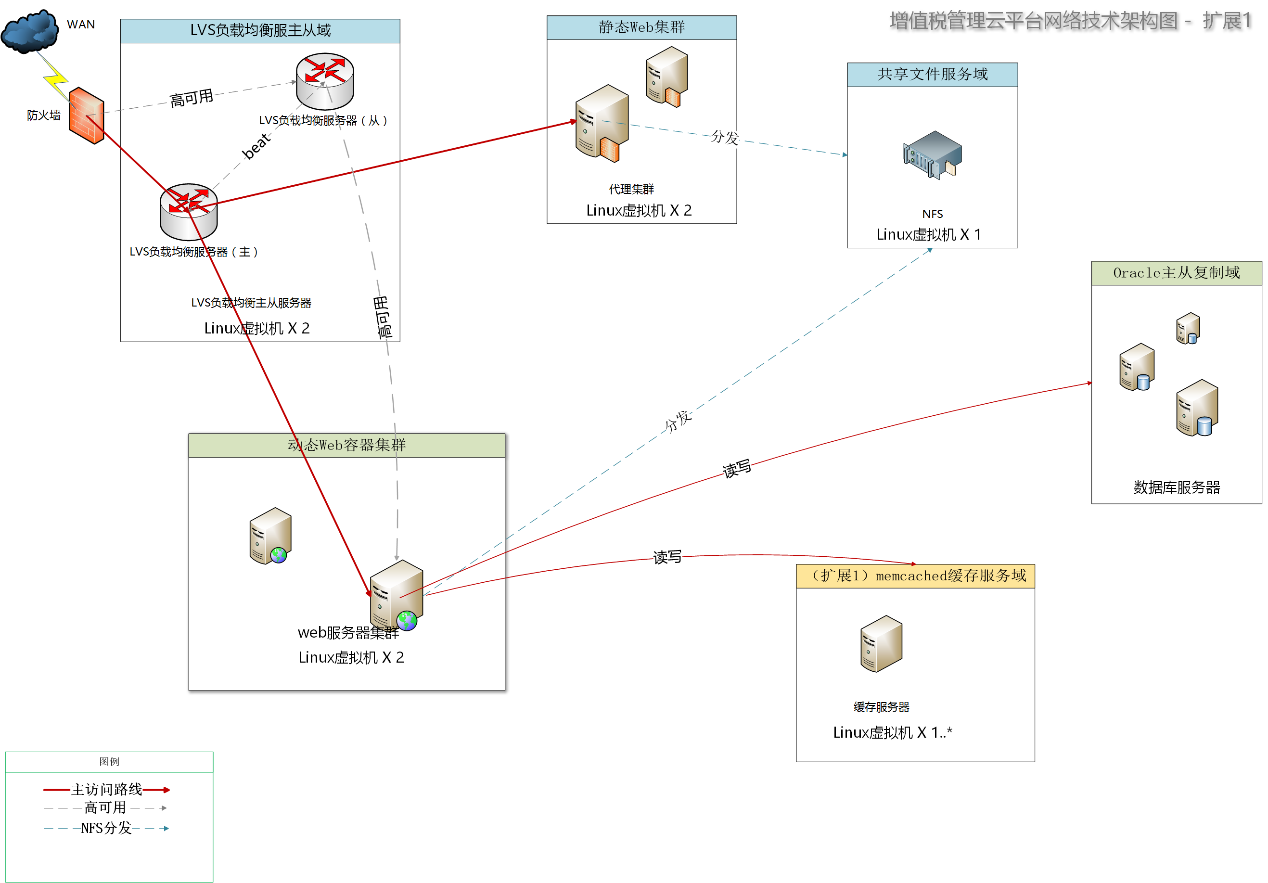 增值税管理云平台网络技术架构图 - 扩展1
WAN
防火墙
LVS负载均衡服主从域
高可用
LVS负载均衡服务器（从）
beat
LVS负载均衡服务器（主）
LVS负载均衡主从服务器
Linux虚拟机 X 2
高可用
静态Web集群
代理集群
Linux虚拟机 X 2
分发
共享文件服务域
NFS
Linux虚拟机 X 1
Oracle主从复制域
数据库服务器
动态Web容器集群
web服务器集群
Linux虚拟机 X 2
分发
读写
读写
（扩展1）memcached缓存服务域
缓存服务器
Linux虚拟机 X 1..*
图例
主访问路线
高可用
NFS分发